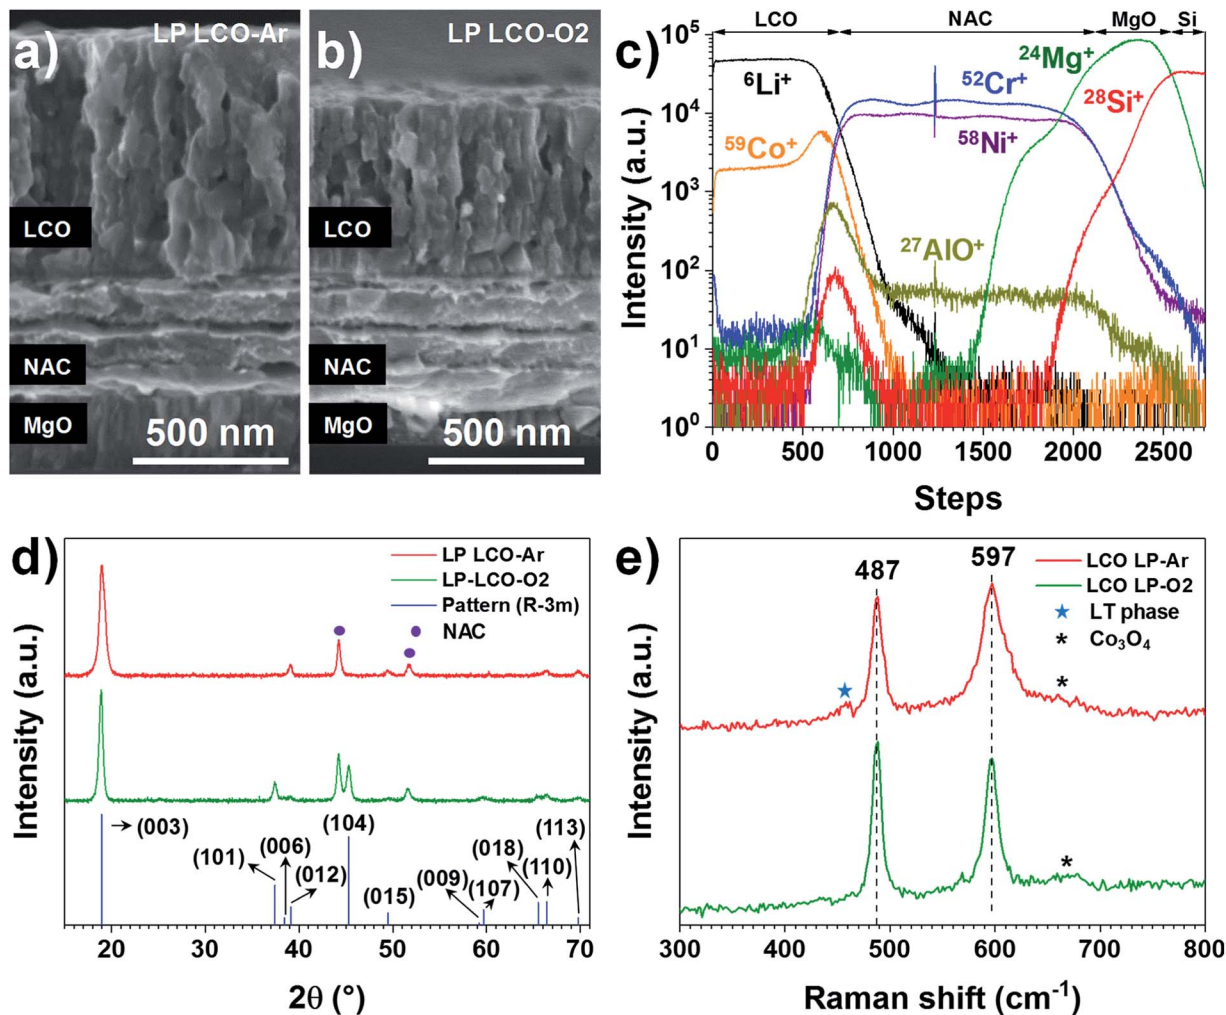 a)
LP LCO-Ar
LCO
NAC
MgO
500 nm
b)
LP LCO-O2
LCO
NAC
MgO
500 nm
c)
LCO NAC MgO Si
⁶Li⁺
⁵²Cr⁺
²⁴Mg⁺
²⁸Si⁺
⁵⁹Co⁺
⁵⁸Ni⁺
²⁷AlO⁺
Intensity (a.u.)
10⁵
10⁴
10³
10²
10¹
10⁰
0 500 1000 1500 2000 2500
Steps
d)
LP LCO-Ar
LP-LCO-O2
Pattern (R-3m)
NAC
Intensity (a.u.)
(003)
(101)
(006)
(012)
(104)
(015)
(009)
(107)
(018)
(110)
(113)
20 30 40 50 60 70
2θ (°)
e)
487
597
LCO LP-Ar
LCO LP-O2
★ LT phase
* Co₃O₄
★
*
*
Intensity (a.u.)
300 400 500 600 700 800
Raman shift (cm⁻¹)